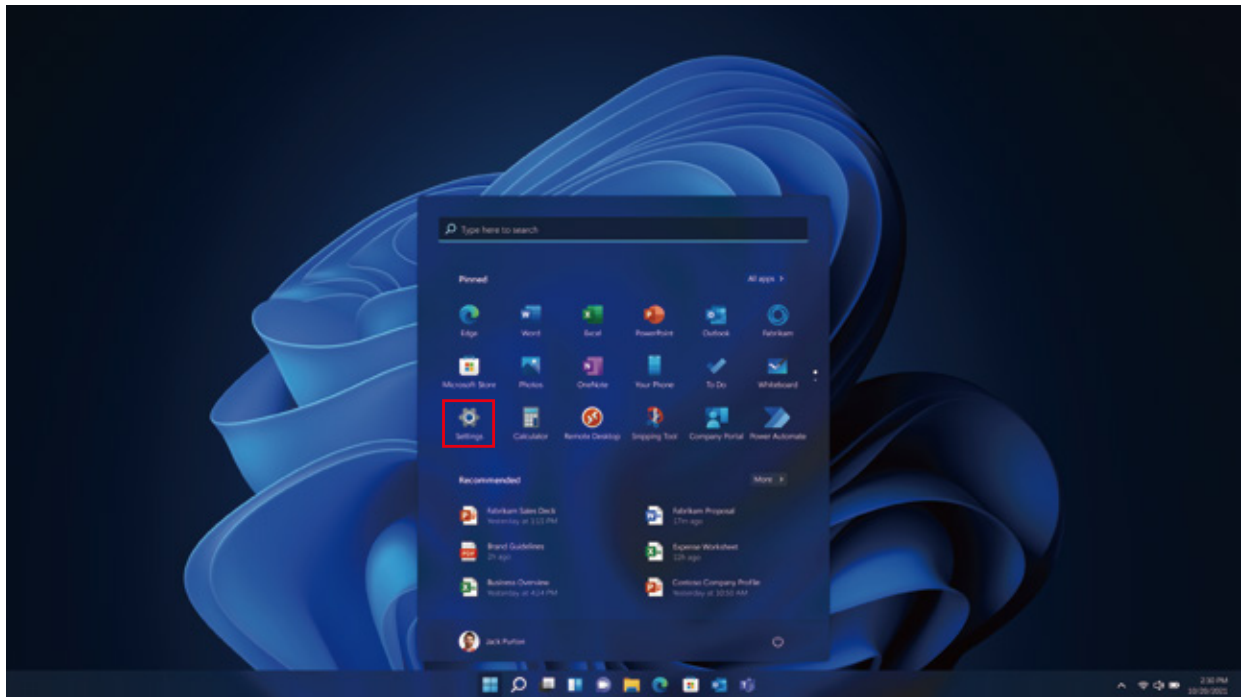 Type here to search
Pinned
All apps >
Edge
Word
Excel
PowerPoint
Outlook
Fabrikam
Microsoft Store
Photos
OneNote
Your Phone
To Do
Whiteboard
Settings
Calculator
Remote Desktop
Snipping Tool
Company Portal
Power Automate
Recommended
More >
Fabrikam Sales Deck
Yesterday at 3:15 PM
Fabrikam Proposal
17m ago
Brand Guidelines
2h ago
Expense Worksheet
12h ago
Business Overview
Yesterday at 4:24 PM
Contoso Company Profile
Yesterday at 10:50 AM
Jack Purton
2:30 PM
10/20/2021